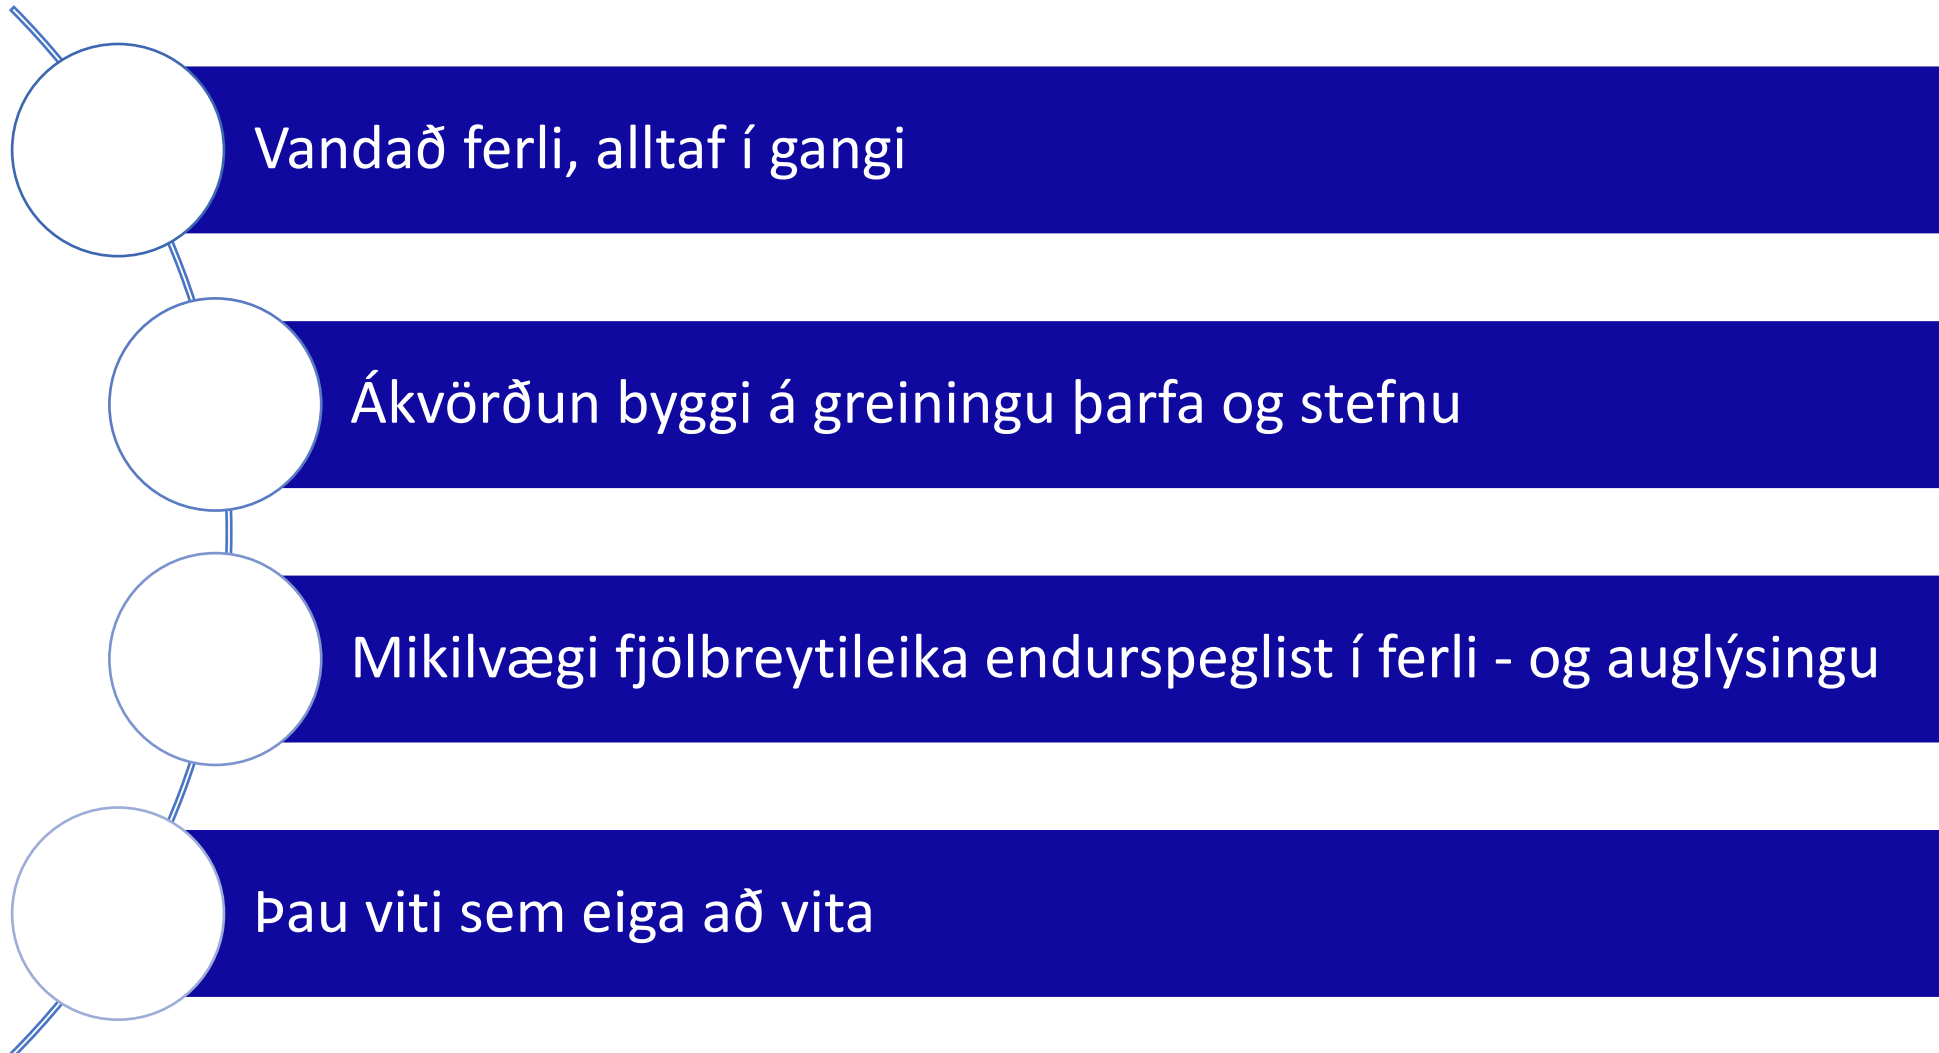 Vandað ferli, alltaf í gangi
Ákvörðun byggi á greiningu þarfa og stefnu
Mikilvægi fjölbreytileika endurspeglist í ferli - og auglýsingu
Þau viti sem eiga að vita